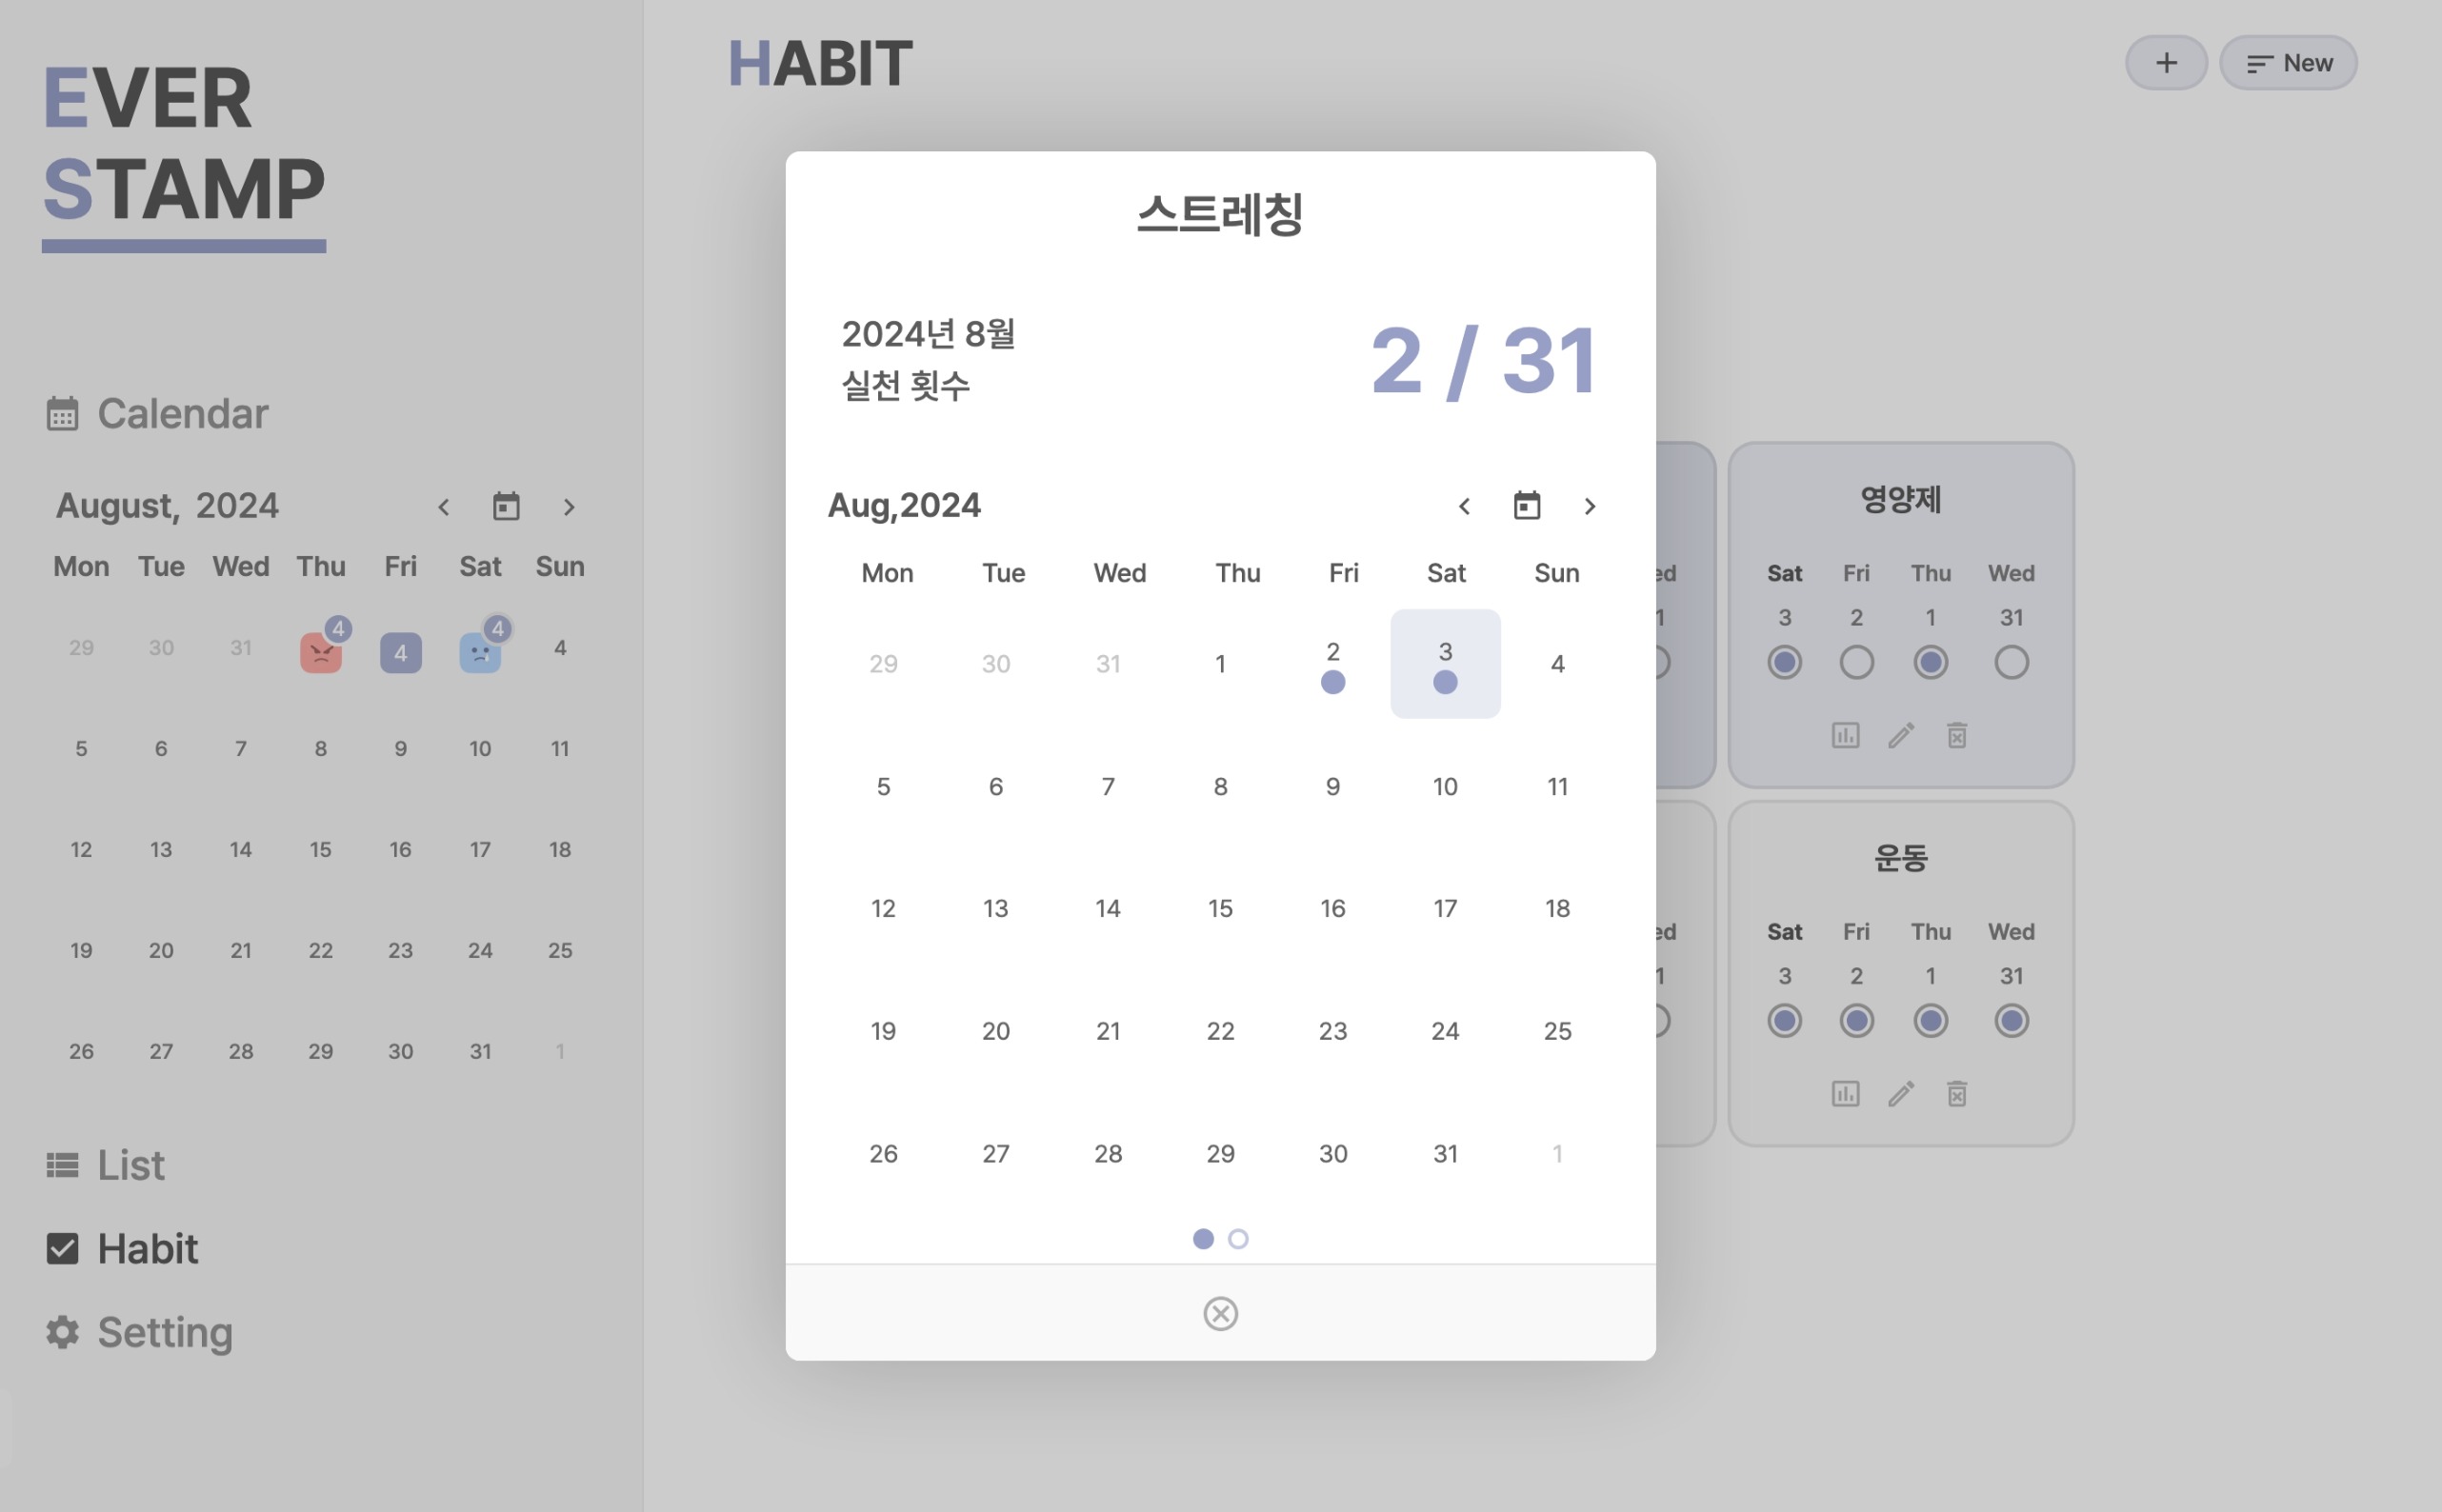 EVER
STAMP
Calendar
August, 2024
Mon Tue Wed Thu Fri Sat Sun
29 30 31 4 4 4 4
5 6 7 8 9 10 11
12 13 14 15 16 17 18
19 20 21 22 23 24 25
26 27 28 29 30 31 1
List
Habit
Setting
HABIT
+ New
스트레칭
2024년 8월
실천 횟수
2 / 31
Aug,2024
Mon Tue Wed Thu Fri Sat Sun
29 30 31 1 2 3 4
5 6 7 8 9 10 11
12 13 14 15 16 17 18
19 20 21 22 23 24 25
26 27 28 29 30 31 1
영양제
Sat Fri Thu Wed
3 2 1 31
운동
Sat Fri Thu Wed
3 2 1 31